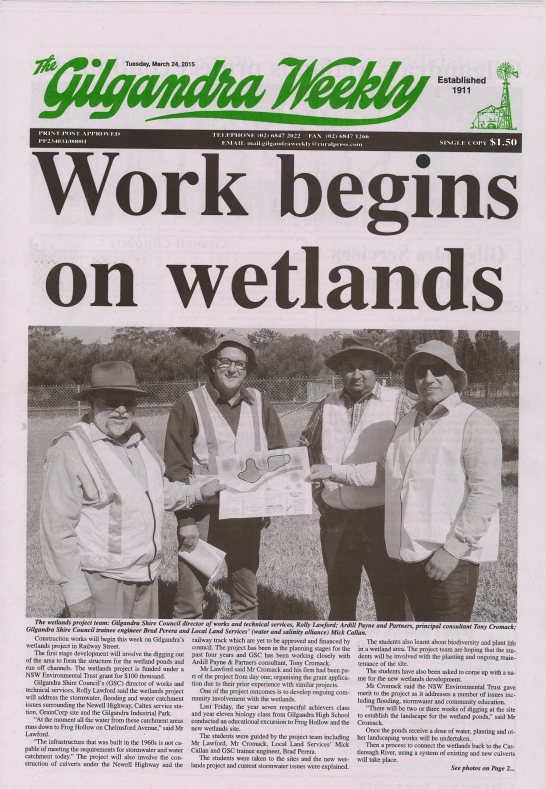 The Gilgandra Weekly
Tuesday, March 24, 2015
Established
1911
PRINT POST APPROVED
PP234034/00001
TELEPHONE (02) 6847 2022 FAX (02) 6847 1266
EMAIL mail.gilgandraweekly@ruralpress.com
SINGLE COPY $1.50
Work begins
on wetlands
The wetlands project team: Gilgandra Shire Council director of works and technical services, Rolly Lawford; Ardill Payne and Partners, principal consultant Tony Cromack;
Gilgandra Shire Council trainee engineer Brad Perera and Local Land Services' (water and salinity alliance) Mick Callan.
Construction works will begin this week on Gilgandra's
wetlands project in Railway Street.
The first stage development will involve the digging out
of the area to form the structure for the wetland ponds and
run off channels. The wetlands project is funded under a
NSW Environmental Trust grant for $100 thousand.
Gilgandra Shire Council's (GSC) director of works and
technical services, Rolly Lawford said the wetlands project
will address the stormwater, flooding and water catchment
issues surrounding the Newell Highway, Caltex service sta-
tion, GrainCorp site and the Gilgandra Industrial Park.
"At the moment all the water from these catchment areas
runs down to Frog Hollow on Chelmsford Avenue," said Mr
Lawford.
"The infrastructure that was built in the 1960s is not ca-
pable of meeting the requirements for stormwater and water
catchment today." The project will also involve the con-
struction of culverts under the Newell Highway and the
railway track which are yet to be approved and financed by
council. The project has been in the planning stages for the
past four years and GSC has been working closely with
Ardill Payne & Partners consultant, Tony Cromack.
Mr Lawford said Mr Cromack and his firm had been pa-
rt of the project from day one; organising the grant applica-
tion due to their prior experience with similar projects.
One of the project outcomes is to develop ongoing com-
munity involvement with the wetlands.
Last Friday, the year seven respectful achievers class
and year eleven biology class from Gilgandra High School
conducted an educational excursion to Frog Hollow and the
new wetlands site.
The students were guided by the project team including
Mr Lawford, Mr Cromack, Local Land Services' Mick
Callan and GSC trainee engineer, Brad Perera.
The students were taken to the sites and the new wet-
lands project and current stormwater issues were explained.
The students also learnt about biodiversity and plant life
in a wetland area. The project team are hoping that the stu-
dents will be involved with the planting and ongoing main-
tenance of the site.
The students have also been asked to come up with a na-
me for the new wetlands development.
Mr Cromack said the NSW Environmental Trust gave
merit to the project as it addresses a number of issues inc-
luding flooding, stormwater and community education.
"There will be two or three weeks of digging at the site
to establish the landscape for the wetland ponds," said Mr
Cromack.
Once the ponds receive a dose of water, planting and ot-
her landscaping works will be undertaken.
Then a process to connect the wetlands back to the Cas-
tlereagh River, using a system of existing and new culverts
will take place.
See photos on Page 2...